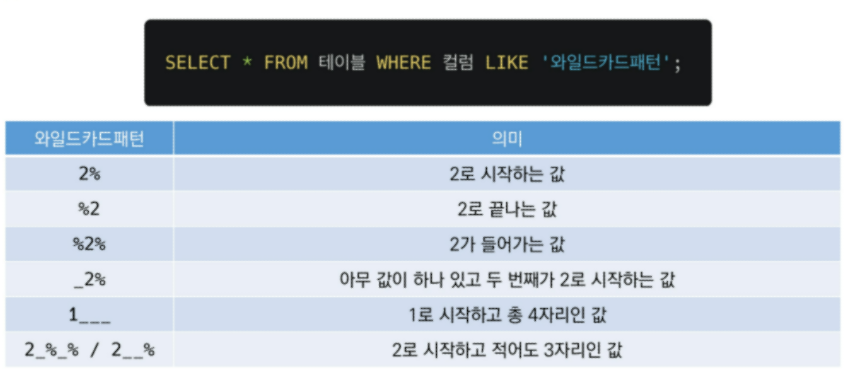 SELECT * FROM 테이블 WHERE 컬럼 LIKE '와일드카드패턴';
와일드카드패턴 의미
2% 2로 시작하는 값
%2 2로 끝나는 값
%2% 2가 들어가는 값
_2% 아무 값이 하나 있고 두 번째가 2로 시작하는 값
1___ 1로 시작하고 총 4자리인 값
2_%_% / 2__% 2로 시작하고 적어도 3자리인 값